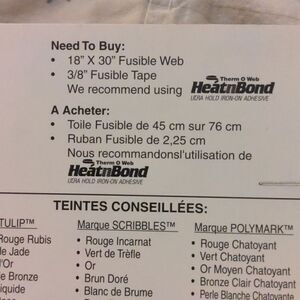 Need To Buy:
• 18" X 30" Fusible Web
• 3/8" Fusible Tape
We recommend using Therm O Web HeatnBond
ULTRA HOLD IRON-ON ADHESIVE
A Acheter:
• Toile Fusible de 45 cm sur 76 cm
• Ruban Fusible de 2,25 cm
Nous recommandonsl'utilisation de
Therm O Web
HeatnBond
ULTRA HOLD IRON-ON ADHESIVE
TEINTES CONSEILLÉES:
TULIP™ Marque SCRIBBLES™ Marque POLYMARK™
Rouge Rubis • Rouge Incarnat • Rouge Chatoyant
de Jade • Vert de Trèfle • Vert Chatoyant
d'Or • Or • Or Moyen Chatoyant
de Bronze • Brun Doré • Bronze Clair Chatoyant
Liquide • Blanc de Brume • Perle Blanche Chatoyante